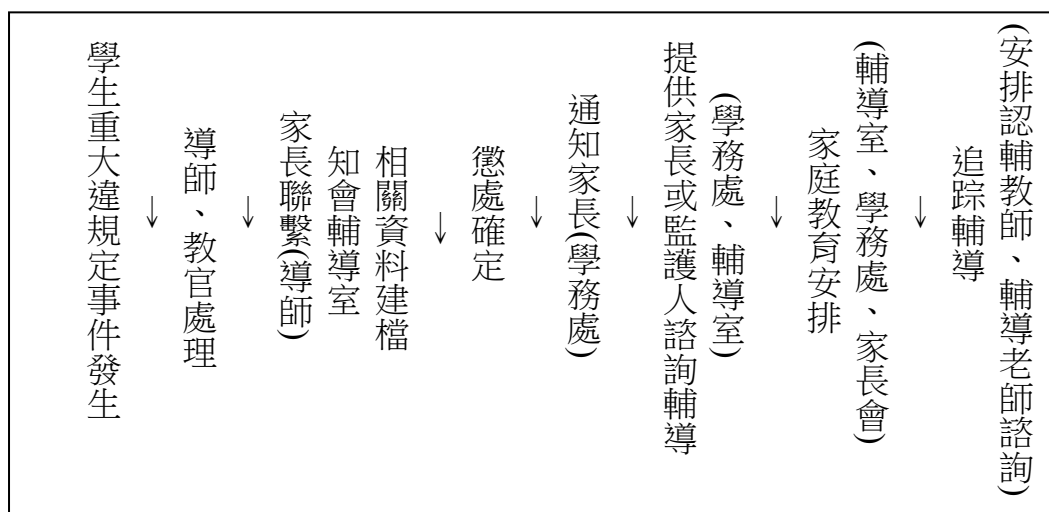 學生重大違規定事件發生
↓
導師、教官處理
↓
家長聯繫(導師)
知會輔導室
相關資料建檔
↓
懲處確定
↓
通知家長(學務處)
↓
提供家長或監護人諮詢輔導
(學務處、輔導室)
↓
家庭教育安排
(輔導室、學務處、家長會)
↓
追踪輔導
(安排認輔教師、輔導老師諮詢)